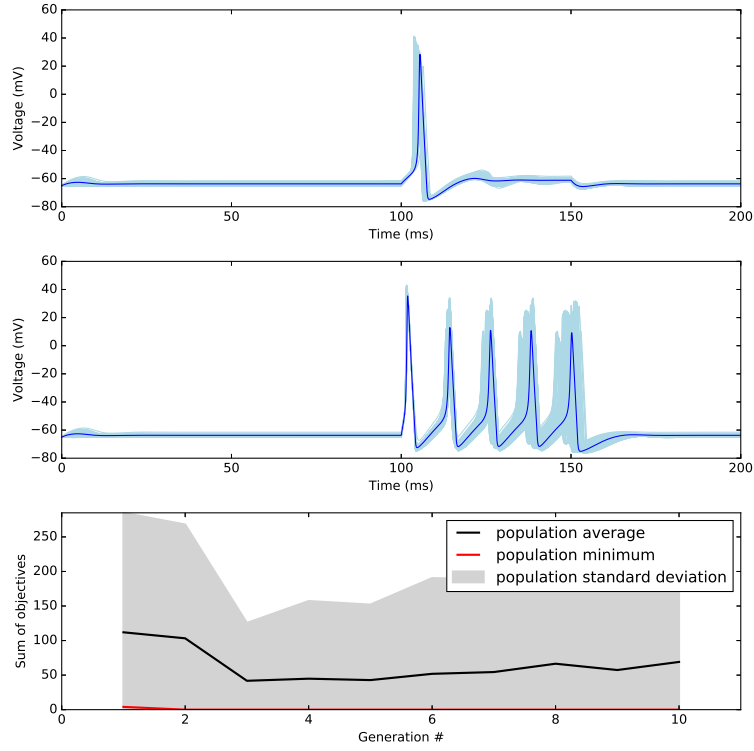 60
40
20
0
−20
−40
−60
−80
Voltage (mV)
0 50 100 150 200
Time (ms)
60
40
20
0
−20
−40
−60
−80
Voltage (mV)
0 50 100 150 200
Time (ms)
250
200
150
100
50
0
Sum of objectives
population average
population minimum
population standard deviation
0 2 4 6 8 10
Generation #